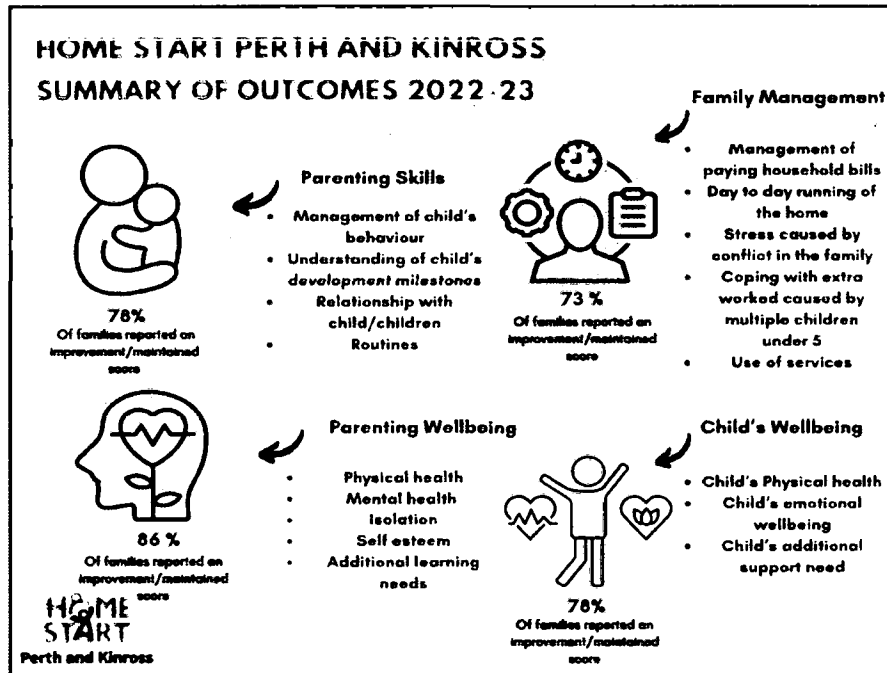 HOME START PERTH AND KINROSS
SUMMARY OF OUTCOMES 2022-23
Parenting Skills
• Management of child's
behaviour
• Understanding of child's
development milestones
• Relationship with
child/children
• Routines
78%
Of families reported an
improvement/maintained
score
Family Management
• Management of
paying household bills
• Day to day running of
the home
• Stress caused by
conflict in the family
• Coping with extra
worked caused by
multiple children
under 5
• Use of services
73 %
Of families reported an
improvement/maintained
score
Parenting Wellbeing
• Physical health
• Mental health
• Isolation
• Self esteem
• Additional learning
needs
86 %
Of families reported an
improvement/maintained
score
Child's Wellbeing
• Child's Physical health
• Child's emotional
wellbeing
• Child's additional
support need
78%
Of families reported an
improvement/maintained
score
HOME
START
Perth and Kinross